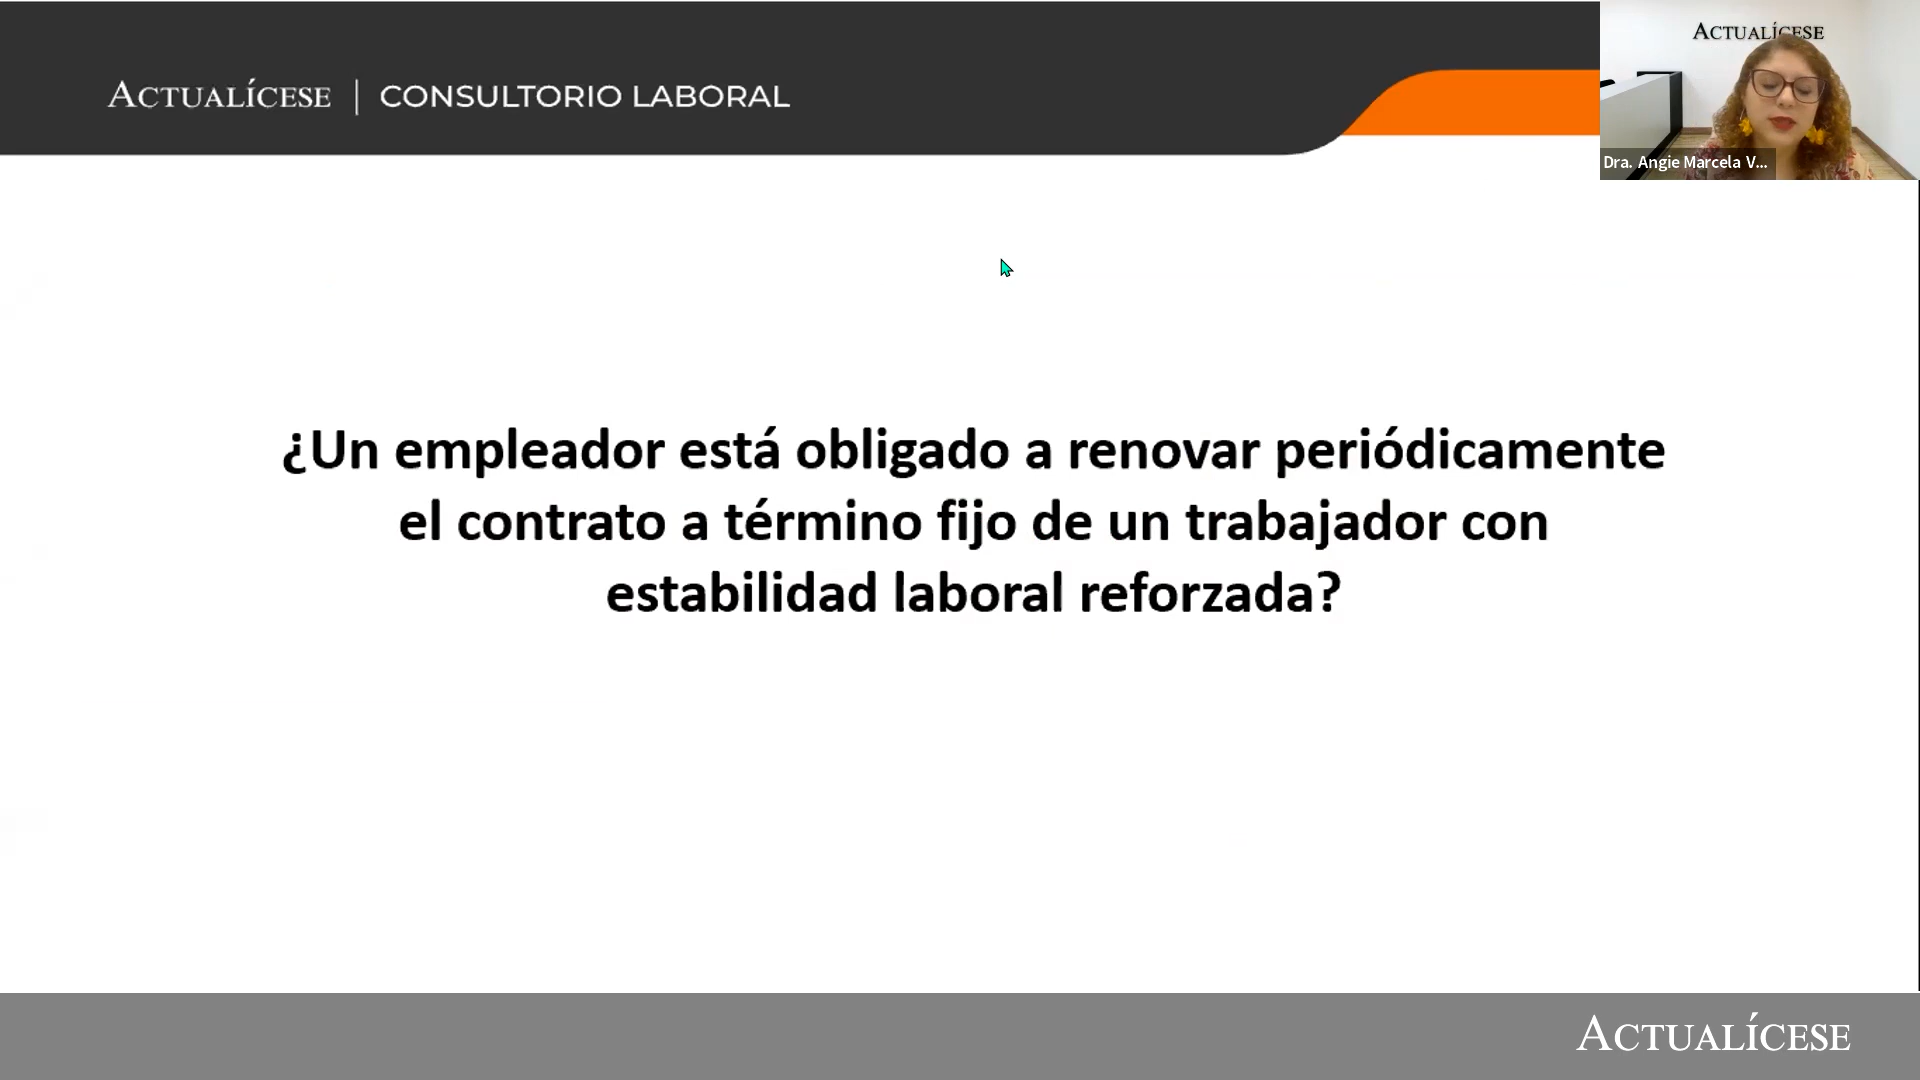 ACTUALÍCESE | CONSULTORIO LABORAL
ACTUALÍCESE
Dra. Angie Marcela V...
¿Un empleador está obligado a renovar periódicamente
el contrato a término fijo de un trabajador con
estabilidad laboral reforzada?
ACTUALÍCESE